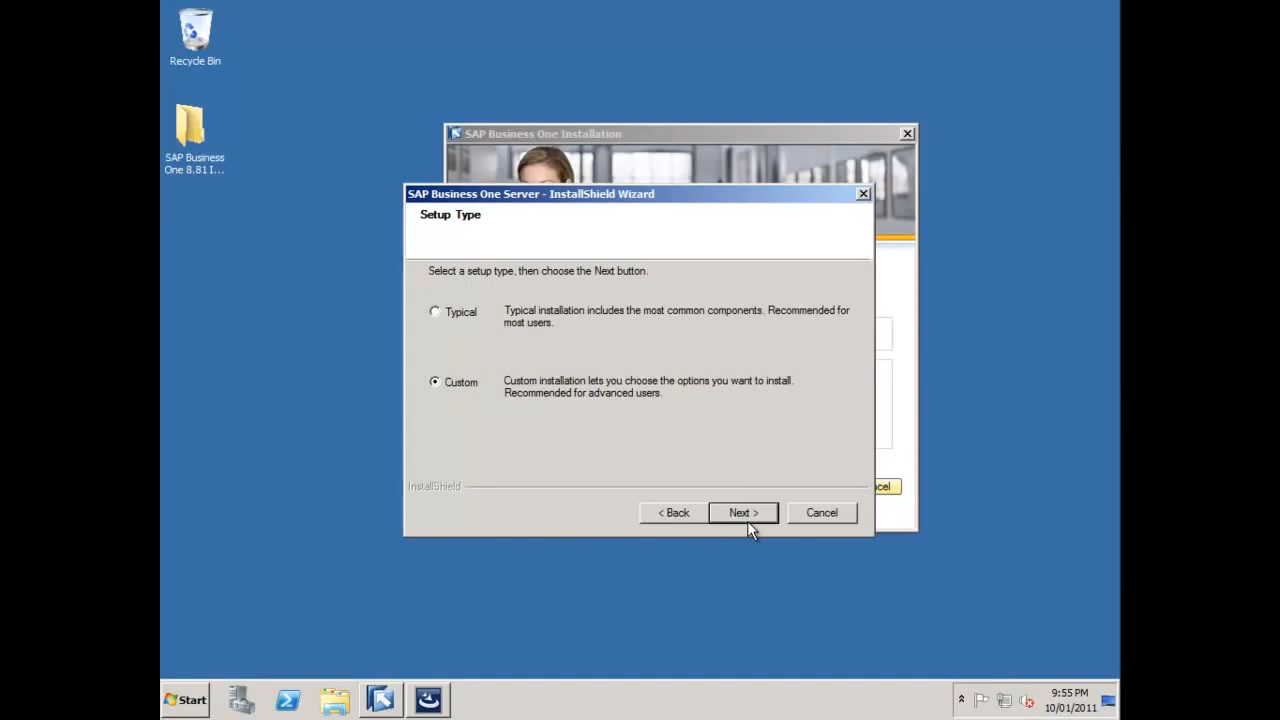 Recycle Bin
SAP Business
One 8.81 I...
SAP Business One Installation
SAP Business One Server - InstallShield Wizard
Setup Type
Select a setup type, then choose the Next button.
Typical
Typical installation includes the most common components. Recommended for
most users.
Custom
Custom installation lets you choose the options you want to install.
Recommended for advanced users.
InstallShield
< Back
Next >
Cancel
Start
9:55 PM
10/01/2011